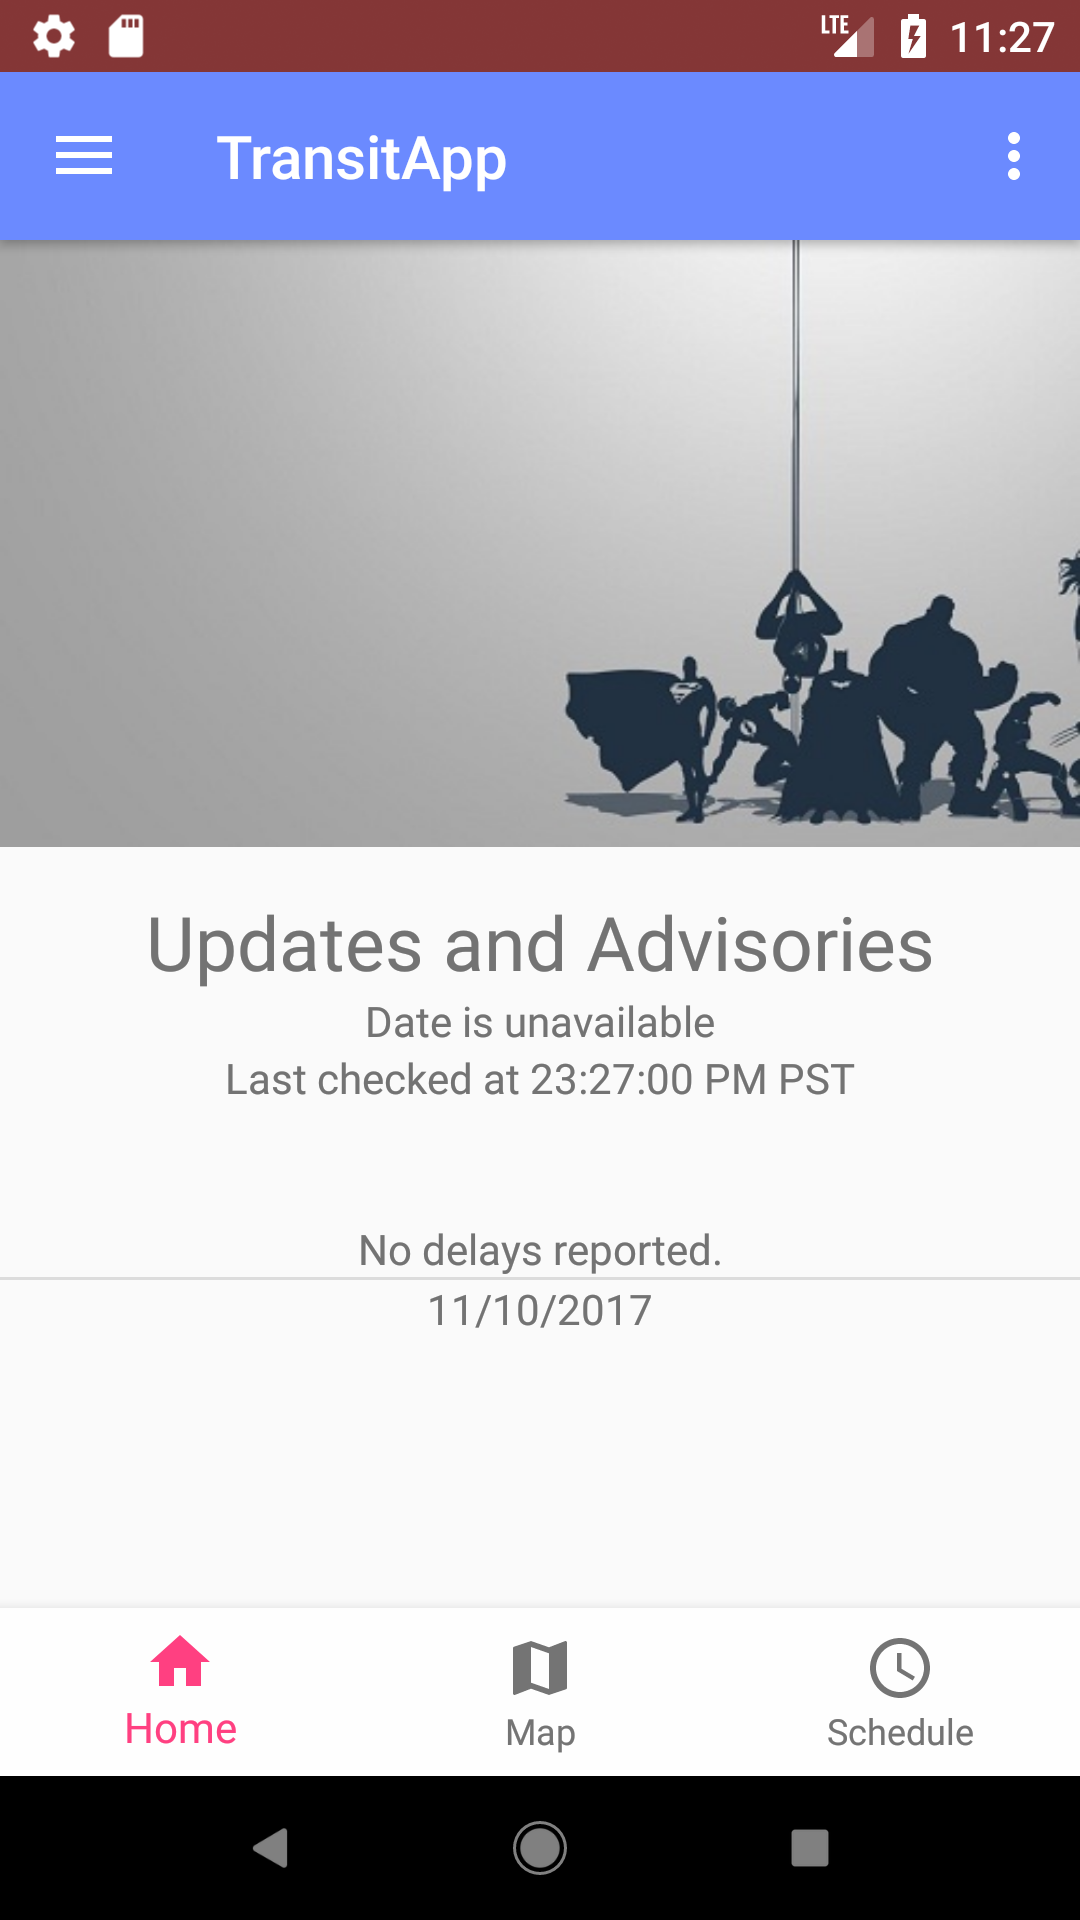 LTE 11:27
TransitApp
Updates and Advisories
Date is unavailable
Last checked at 23:27:00 PM PST
No delays reported.
11/10/2017
Home Map Schedule